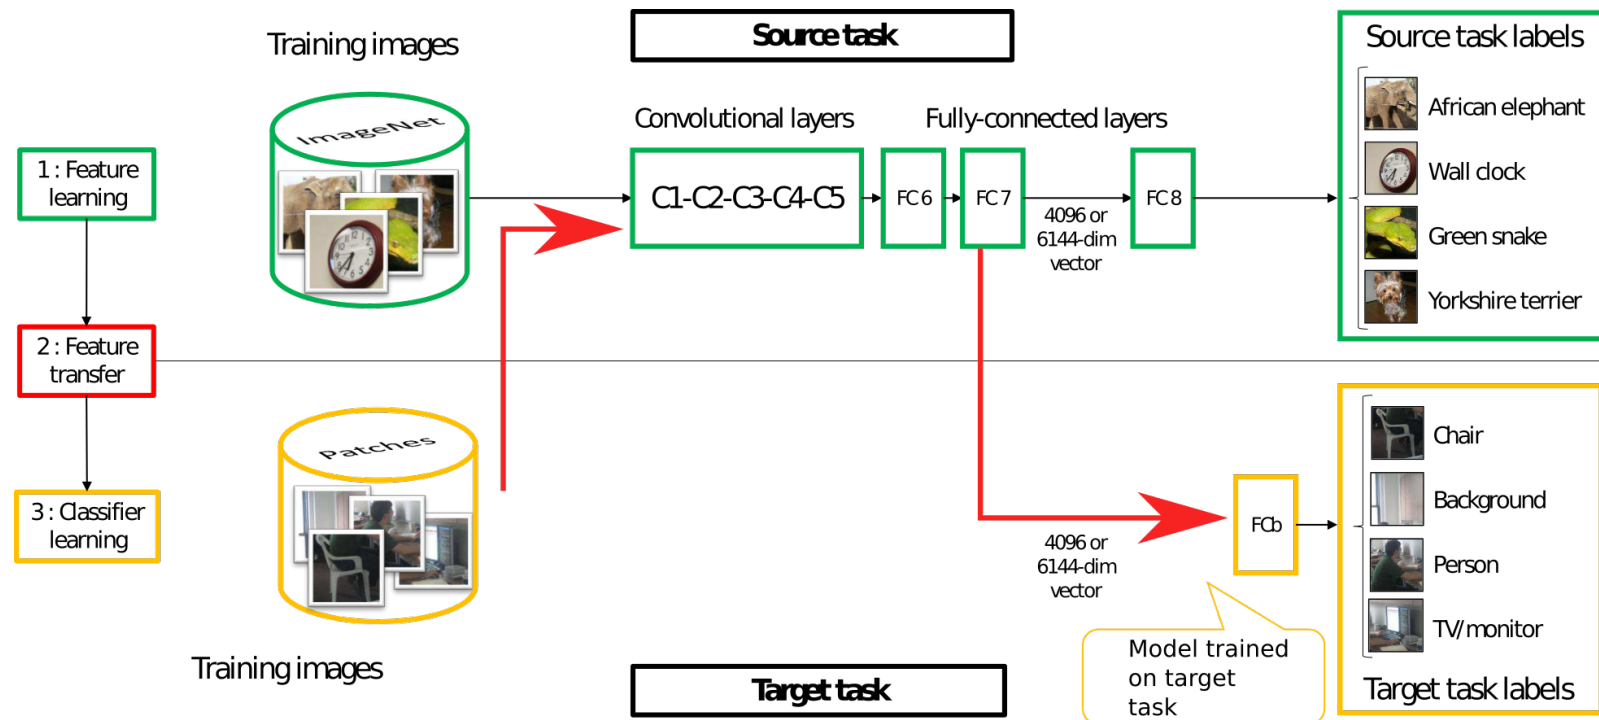 Source task
Training images
Source task labels
ImageNet
Convolutional layers
Fully-connected layers
African elephant
1 : Feature
learning
C1-C2-C3-C4-C5
FC 6
FC 7
FC 8
Wall clock
4096 or
6144-dim
vector
Green snake
Yorkshire terrier
2 : Feature
transfer
Patches
Chair
3 : Classifier
learning
Background
FCb
4096 or
6144-dim
vector
Person
TV/monitor
Model trained
on target
task
Training images
Target task
Target task labels